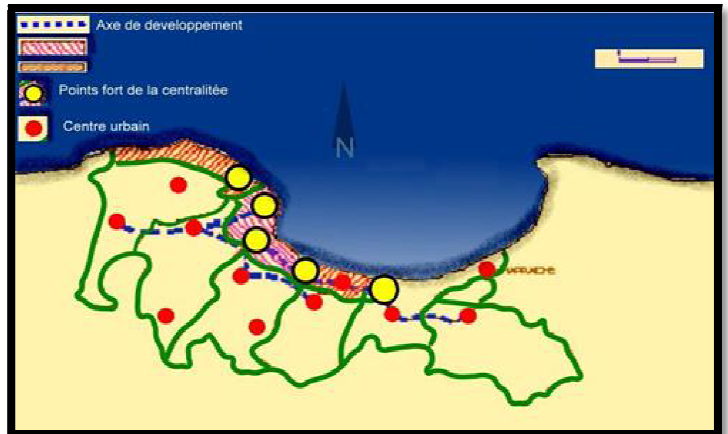 Axe de developpement
Points fort de la centralitée
Centre urbain
N